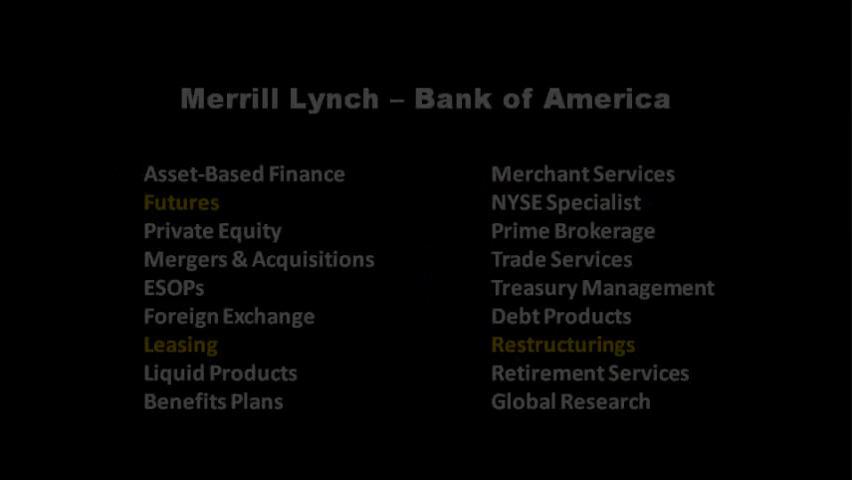 Merrill Lynch – Bank of America
Asset-Based Finance
Futures
Private Equity
Mergers & Acquisitions
ESOPs
Foreign Exchange
Leasing
Liquid Products
Benefits Plans
Merchant Services
NYSE Specialist
Prime Brokerage
Trade Services
Treasury Management
Debt Products
Restructurings
Retirement Services
Global Research